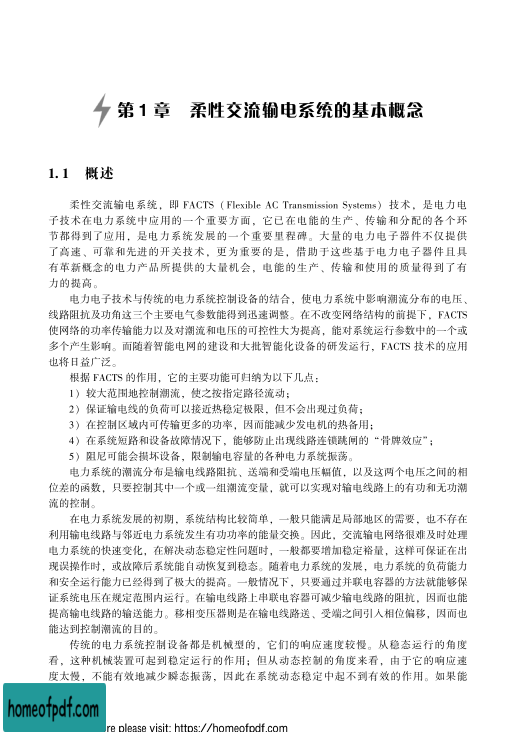 第 1 章 柔性交流输电系统的基本概念
1. 1 概述
柔性交流输电系统，即 FACTS（Flexible AC Transmission Systems）技术，是电力电
子技术在电力系统中应用的一个重要方面，它已在电能的生产、传输和分配的各个环
节都得到了应用，是电力系统发展的一个重要里程碑。大量的电力电子器件不仅提供
了高速、可靠和先进的开关技术，更为重要的是，借助于这些基于电力电子器件且具
有革新概念的电力产品所提供的大量机会，电能的生产、传输和使用的质量得到了有
力的提高。
电力电子技术与传统的电力系统控制设备的结合，使电力系统中影响潮流分布的电压、
线路阻抗及功角这三个主要电气参数能得到迅速调整。在不改变网络结构的前提下，FACTS
使网络的功率传输能力以及对潮流和电压的可控性大为提高，能对系统运行参数中的一个或
多个产生影响。而随着智能电网的建设和大批智能化设备的研发运行，FACTS 技术的应用
也将日益广泛。
根据 FACTS 的作用，它的主要功能可归纳为以下几点：
1）较大范围地控制潮流，使之按指定路径流动；
2）保证输电线的负荷可以接近热稳定极限，但不会出现过负荷；
3）在控制区域内可传输更多的功率，因而能减少发电机的热备用；
4）在系统短路和设备故障情况下，能够防止出现线路连锁跳闸的“骨牌效应”；
5）阻尼可能会损坏设备，限制输电容量的各种电力系统振荡。
电力系统的潮流分布是输电线路阻抗、送端和受端电压幅值，以及这两个电压之间的相
位差的函数，只要控制其中一个或一组潮流变量，就可以实现对输电线路上的有功和无功潮
流的控制。
在电力系统发展的初期，系统结构比较简单，一般只能满足局部地区的需要，也不存在
利用输电线路与邻近电力系统发生有功功率的能量交换。因此，交流输电网络很难及时处理
电力系统的快速变化，在解决动态稳定性问题时，一般都要增加稳定裕量，这样可保证在出
现误操作时，或故障后系统能自动恢复到稳态。随着电力系统的发展，电力系统的负荷能力
和安全运行能力已经得到了极大的提高。一般情况下，只要通过并联电容器的方法就能够保
证系统电压在规定范围内运行。在输电线路上串联电容器可减少输电线路的阻抗，因而也能
提高输电线路的输送能力。移相变压器则是在输电线路送、受端之间引入相位偏移，因而也
能达到控制潮流的目的。
传统的电力系统控制设备都是机械型的，它们的响应速度较慢。从稳态运行的角度
看，这种机械装置可起到稳定运行的作用；但从动态控制的角度来看，由于它的响应速
度太慢，不能有效地减少瞬态振荡，因此在系统动态稳定中起不到有效的作用。如果能
homeofpdf.com
re please visit: https://homeofpdf.com